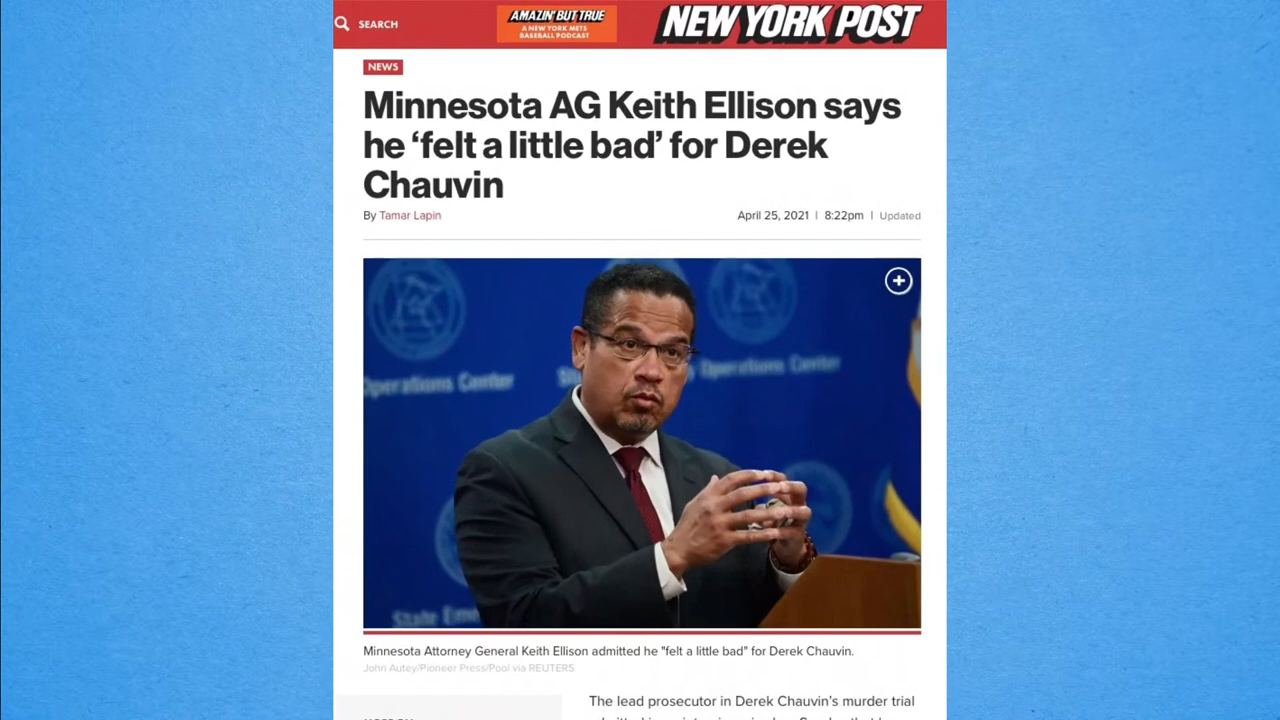 SEARCH
AMAZIN' BUT TRUE
A NEW YORK METS
BASEBALL PODCAST
NEW YORK POST
NEWS
Minnesota AG Keith Ellison says
he ‘felt a little bad’ for Derek
Chauvin
By Tamar Lapin
April 25, 2021 | 8:22pm | Updated
Operations Center
Operations Center
State Em
Minnesota Attorney General Keith Ellison admitted he "felt a little bad" for Derek Chauvin.
John Autey/Pioneer Press/Pool via REUTERS
The lead prosecutor in Derek Chauvin’s murder trial